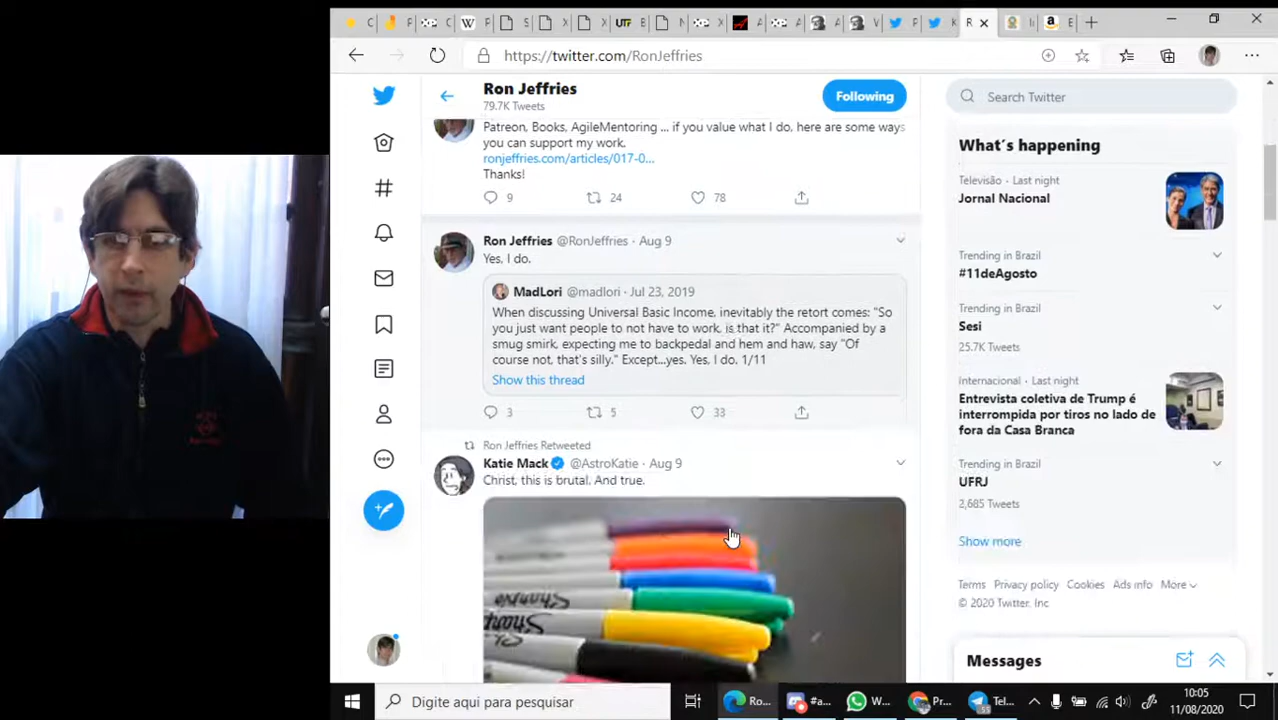 C
P
C
P
S
X
X
UTF
B
N
X
A
A
A
V
P
K
R
E
https://twitter.com/RonJeffries
Ron Jeffries
79.7K Tweets
Following
Search Twitter
Patreon, Books, AgileMentoring ... if you value what I do, here are some ways
you can support my work.
ronjeffries.com/articles/017-0...
Thanks!
9 24 78
Ron Jeffries @RonJeffries · Aug 9
Yes, I do.
MadLori @madlori · Jul 23, 2019
When discussing Universal Basic Income, inevitably the retort comes: "So
you just want people to not have to work, is that it?" Accompanied by a
smug smirk, expecting me to backpedal and hem and haw, say "Of
course not, that's silly." Except...yes. Yes, I do. 1/11
Show this thread
3 5 33
Ron Jeffries Retweeted
Katie Mack @AstroKatie · Aug 9
Christ, this is brutal. And true.
Sharpie
Sharp
What's happening
Televisão · Last night
Jornal Nacional
Trending in Brazil
#11deAgosto
Trending in Brazil
Sesi
25.7K Tweets
Internacional · Last night
Entrevista coletiva de Trump é
interrompida por tiros no lado de
fora da Casa Branca
Trending in Brazil
UFRJ
2,685 Tweets
Show more
Terms Privacy policy Cookies Ads info More
© 2020 Twitter, Inc
Messages
Digite aqui para pesquisar
Ro...
#a...
W...
Pr...
55
Tel...
10:05
11/08/2020